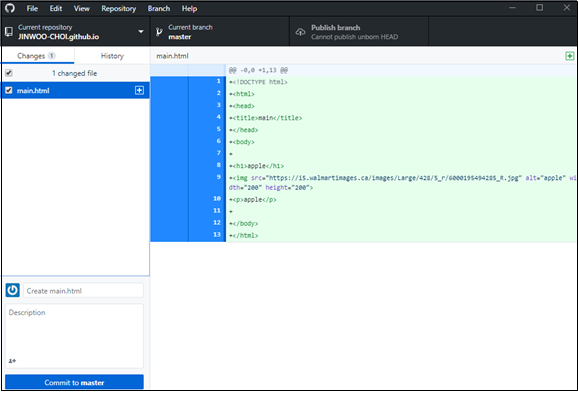 File Edit View Repository Branch Help
Current repository
JINWOO-CHOI.github.io
Current branch
master
Publish branch
Cannot publish unborn HEAD
Changes 1 History
main.html
1 changed file
main.html
@@ -0,0 +1,13 @@
1 +<!DOCTYPE html>
2 +<html>
3 +<head>
4 +<title>main</title>
5 +</head>
6 +<body>
7 +
8 +<h1>apple</h1>
9 +<img src="https://i5.walmartimages.ca/images/Large/428/5_r/6000195494285_R.jpg" alt="apple" wi
dth="200" height="200">
10 +<p>apple</p>
11 +
12 +</body>
13 +</html>
Create main.html
Description
Commit to master